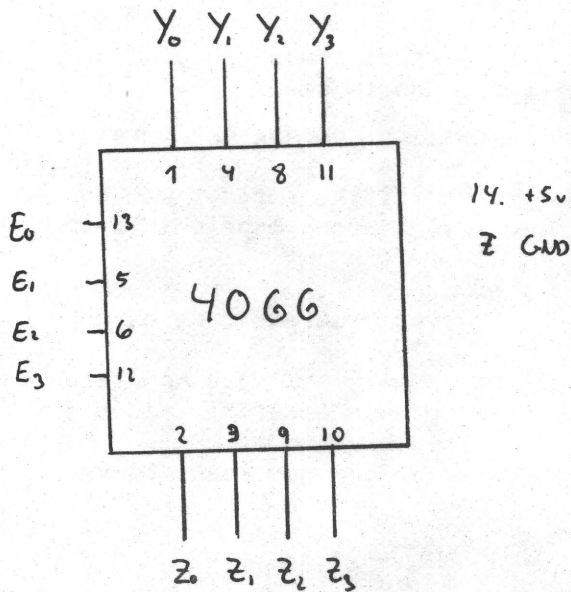 Y₀ Y₁ Y₂ Y₃
1 4 8 11
14. +5v
E₀ 13
7 GND
E₁ 5
4066
E₂ 6
E₃ 12
2 3 9 10
Z₀ Z₁ Z₂ Z₃